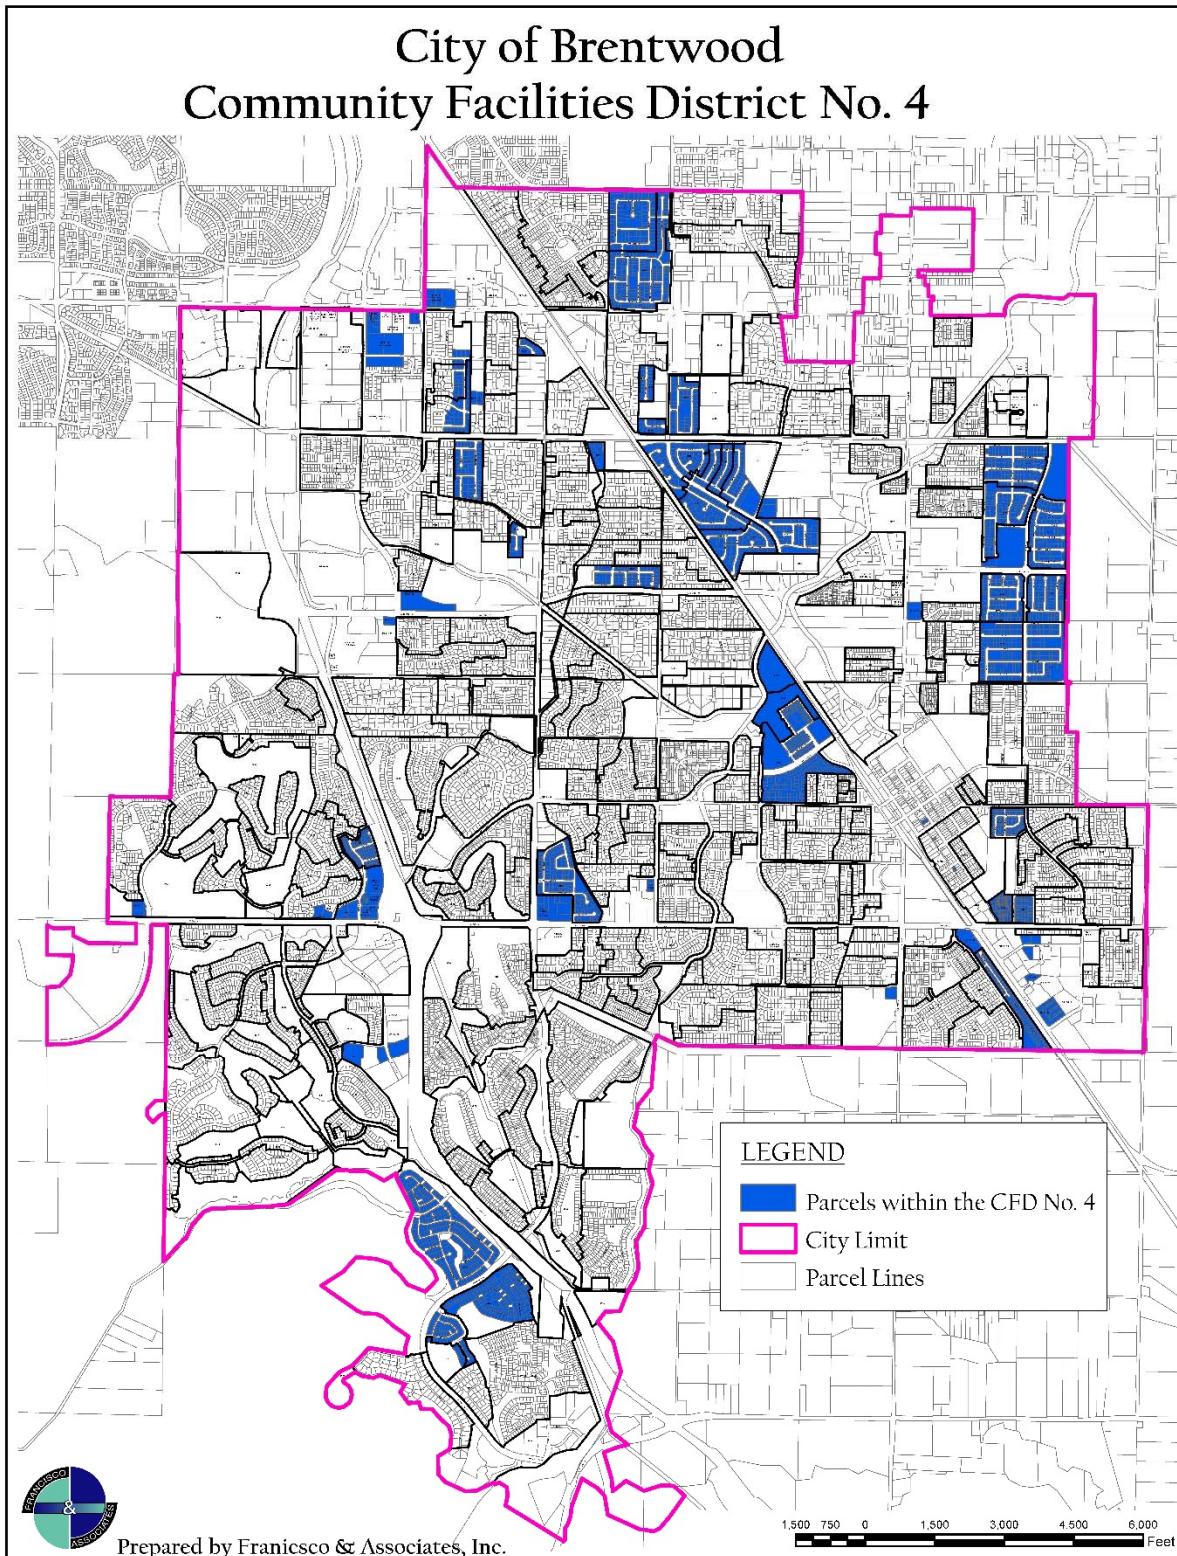 City of Brentwood
Community Facilities District No. 4
LEGEND
Parcels within the CFD No. 4
City Limit
Parcel Lines
FRANCISCO
&
ASSOCIATES
Prepared by Franicsco & Associates, Inc.
1,500 750 0 1,500 3,000 4,500 6,000
Feet